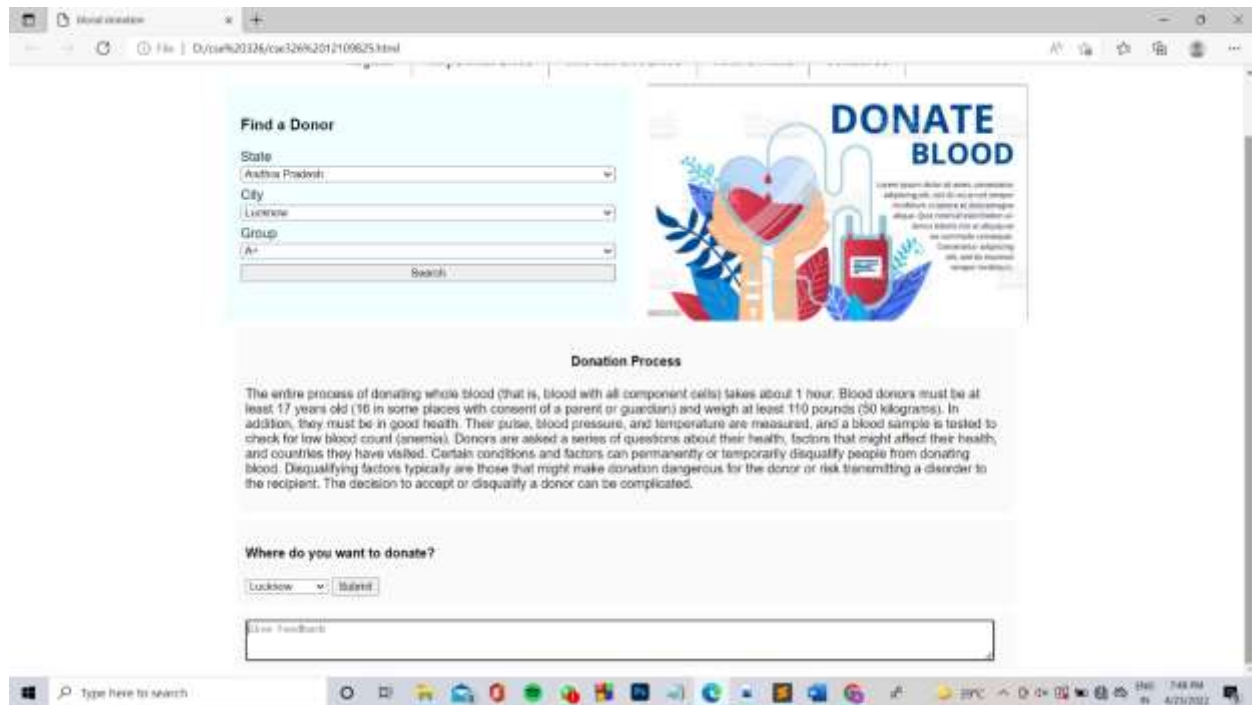 Blood donation
File D:/cse%20326/cse326%2012109825.html
Find a Donor
State
Andhra Pradesh
City
Lucknow
Group
A+
Search
DONATE
BLOOD
Donation Process
The entire process of donating whole blood (that is, blood with all component cells) takes about 1 hour. Blood donors must be at
least 17 years old (16 in some places with consent of a parent or guardian) and weigh at least 110 pounds (50 kilograms). In
addition, they must be in good health. Their pulse, blood pressure, and temperature are measured, and a blood sample is tested to
check for low blood count (anemia). Donors are asked a series of questions about their health, factors that might affect their health,
and countries they have visited. Certain conditions and factors can permanently or temporarily disqualify people from donating
blood. Disqualifying factors typically are those that might make donation dangerous for the donor or risk transmitting a disorder to
the recipient. The decision to accept or disqualify a donor can be complicated.
Where do you want to donate?
Lucknow Submit
Give Feedback
Type here to search
ENG 7:48 PM
IN 4/23/2022